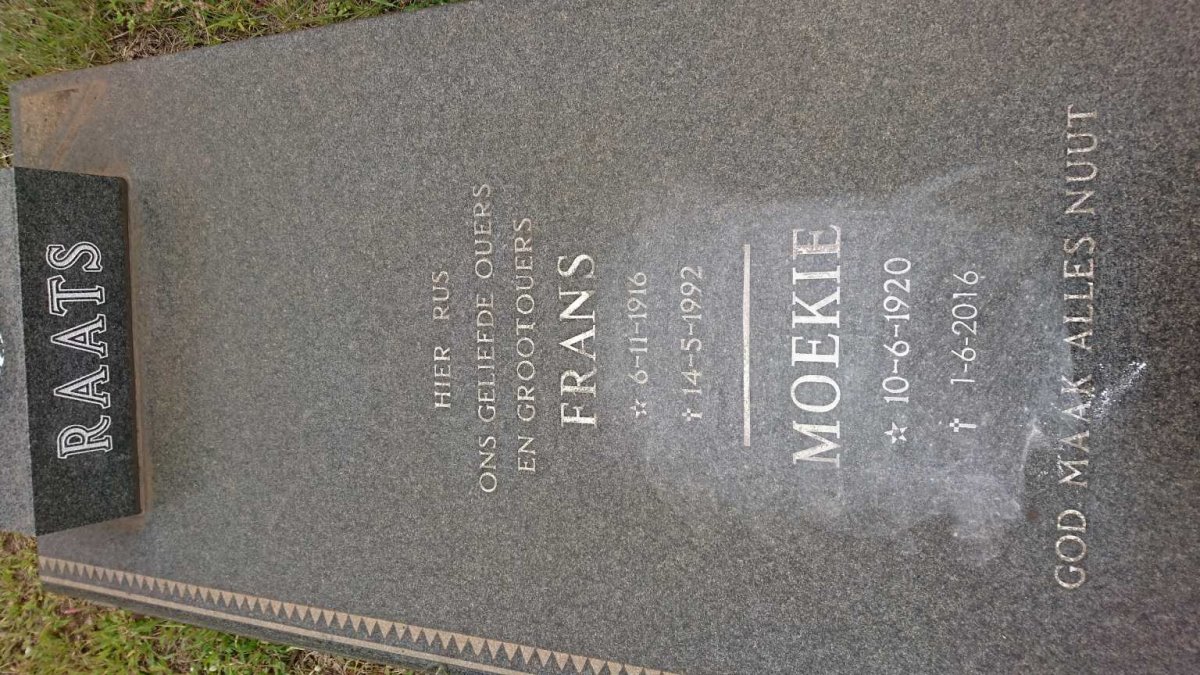 RAATS
HIER RUS
ONS GELIEFDE OUERS
EN GROOTOUERS
FRANS
☆ 6-11-1916
✝ 14-5-1992
MOEKIE
☆ 10-6-1920
✝ 1-6-2016
GOD MAAK ALLES NUUT